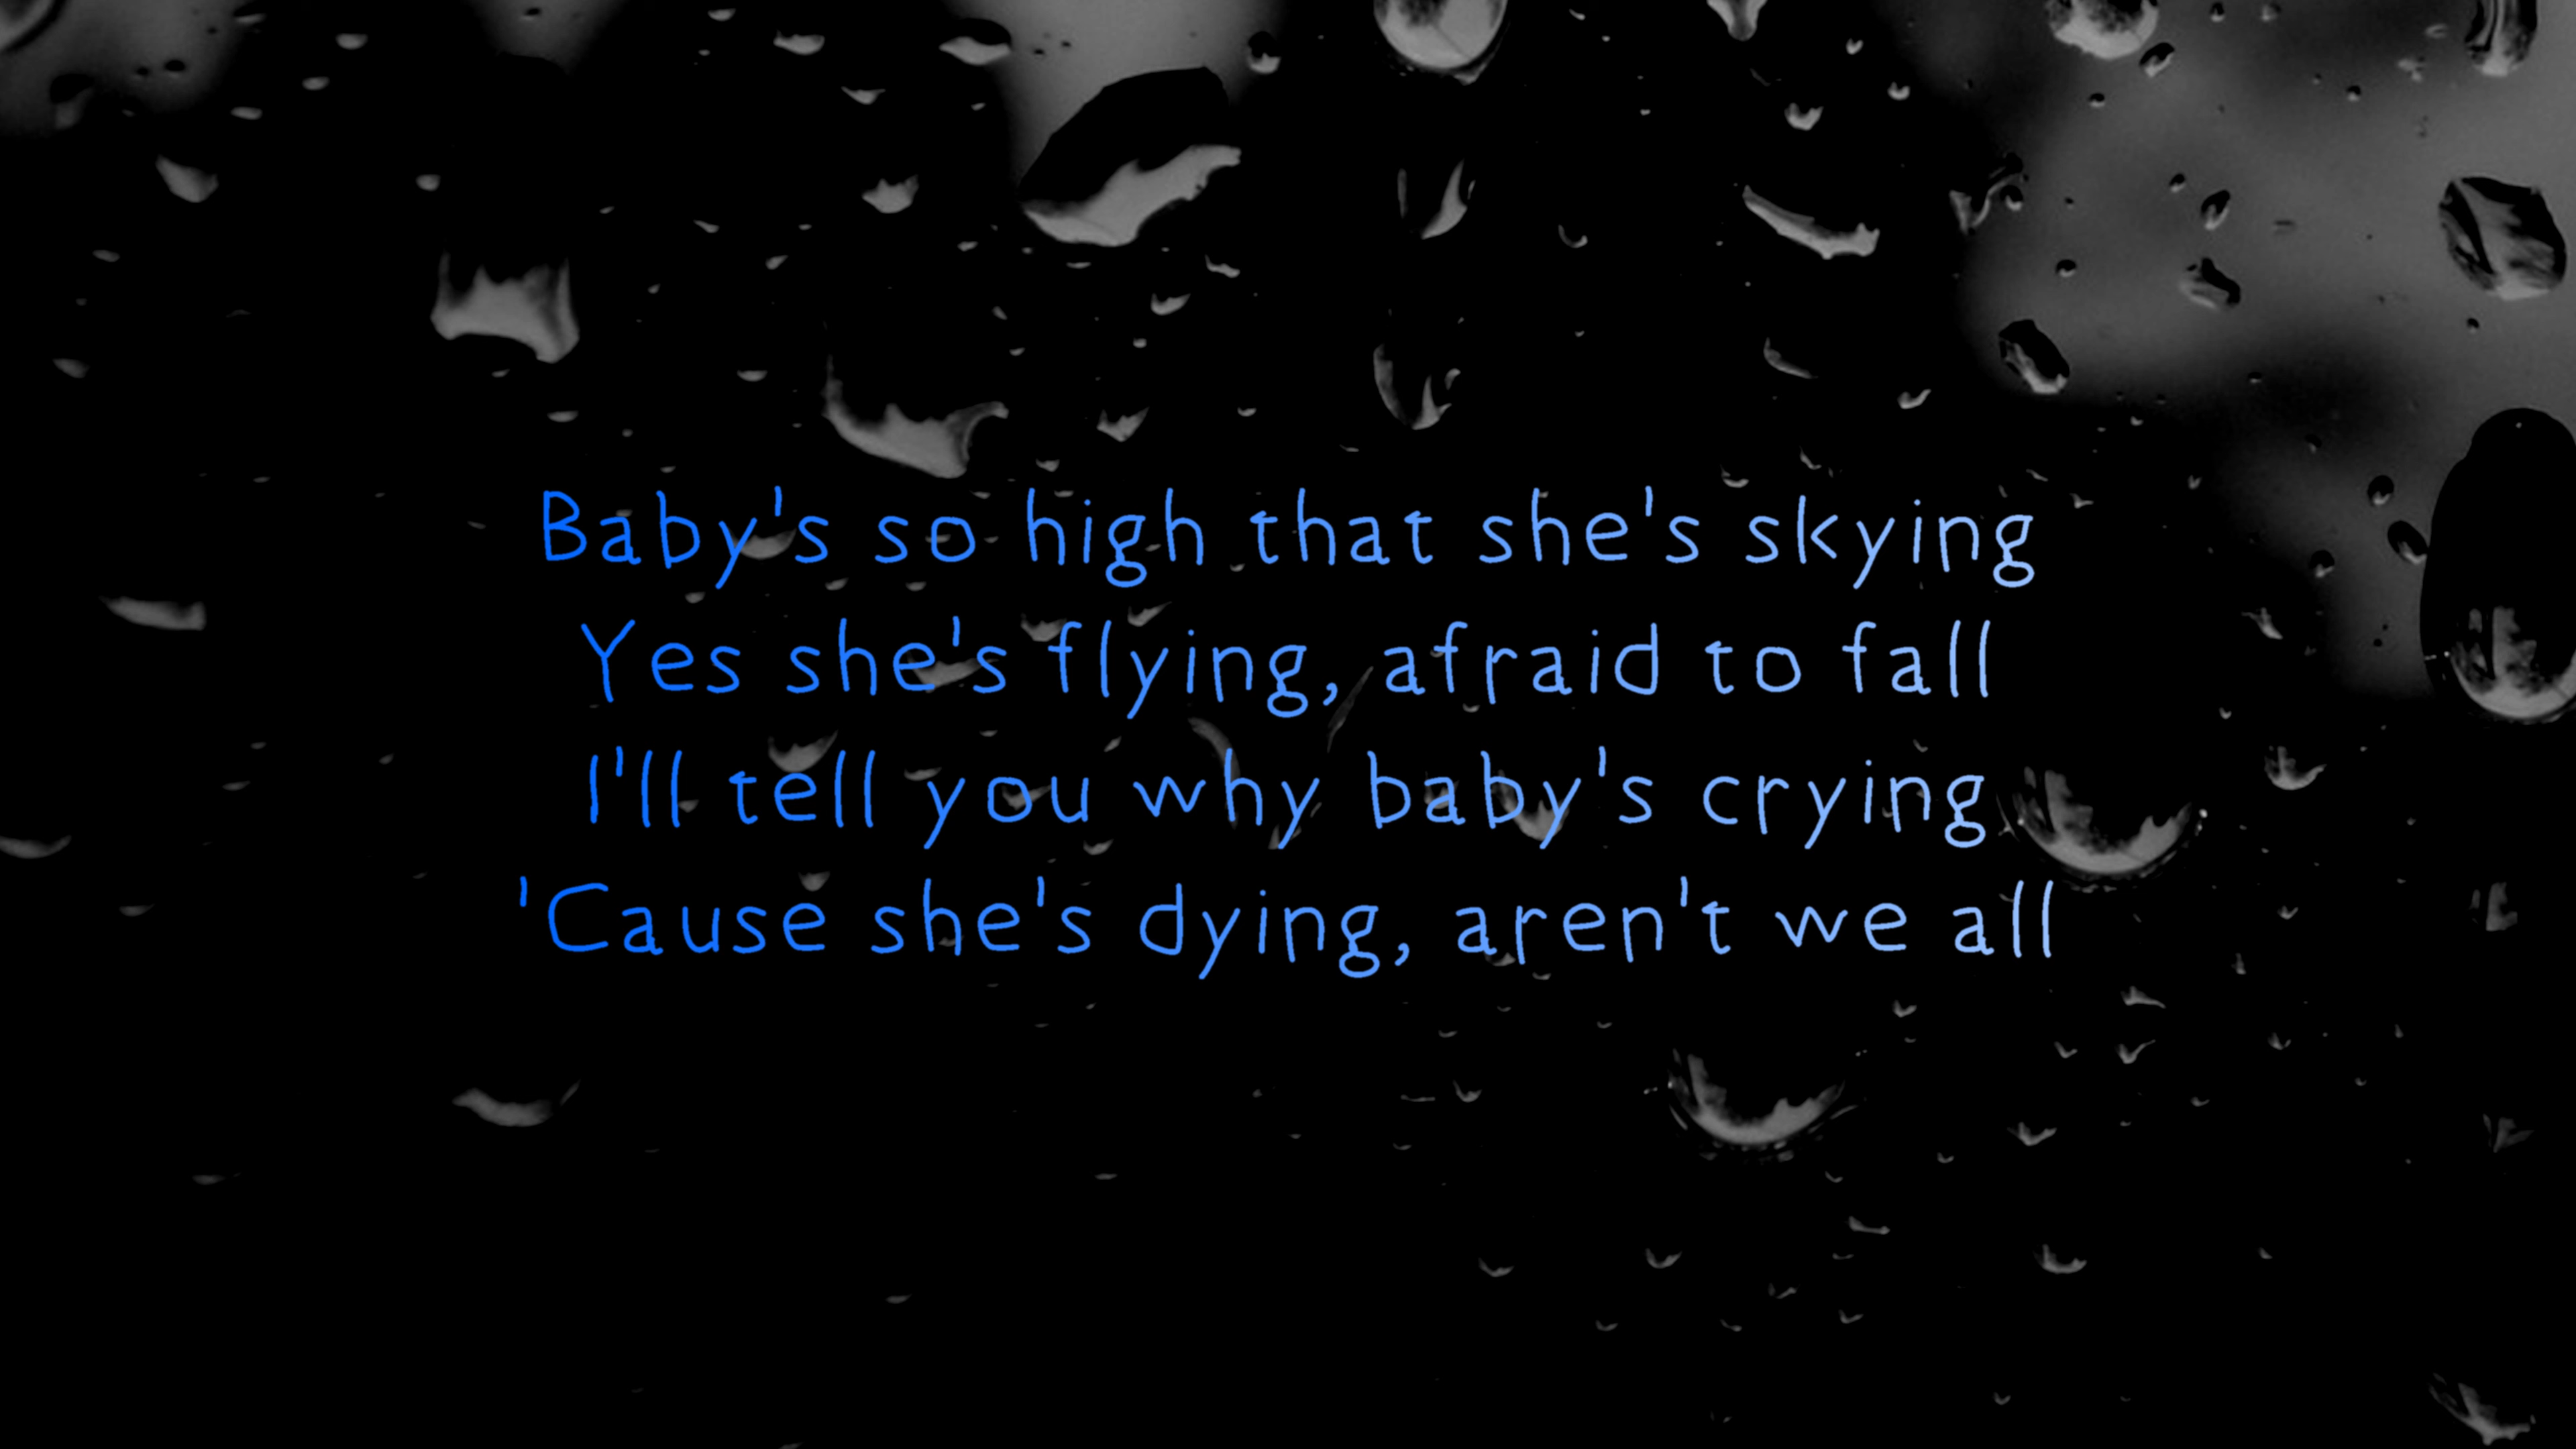 Baby's so high that she's skying
Yes she's flying, afraid to fall
I'll tell you why baby's crying
'Cause she's dying, aren't we all